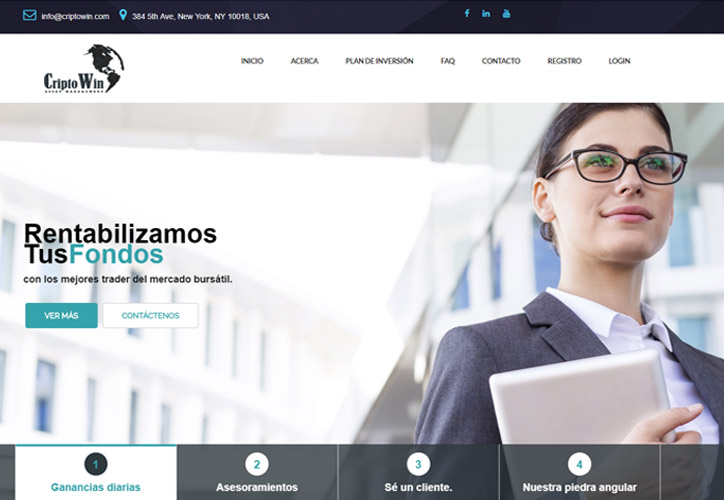 info@criptowin.com
384 5th Ave, New York, NY 10018, USA
Cripto Win
ASSET MANAGEMENT
INICIO
ACERCA
PLAN DE INVERSIÓN
FAQ
CONTACTO
REGISTRO
LOGIN
Rentabilizamos
TusFondos
con los mejores trader del mercado bursátil.
VER MÁS
CONTÁCTENOS
1
Ganancias diarias
2
Asesoramientos
3
Sé un cliente.
4
Nuestra piedra angular